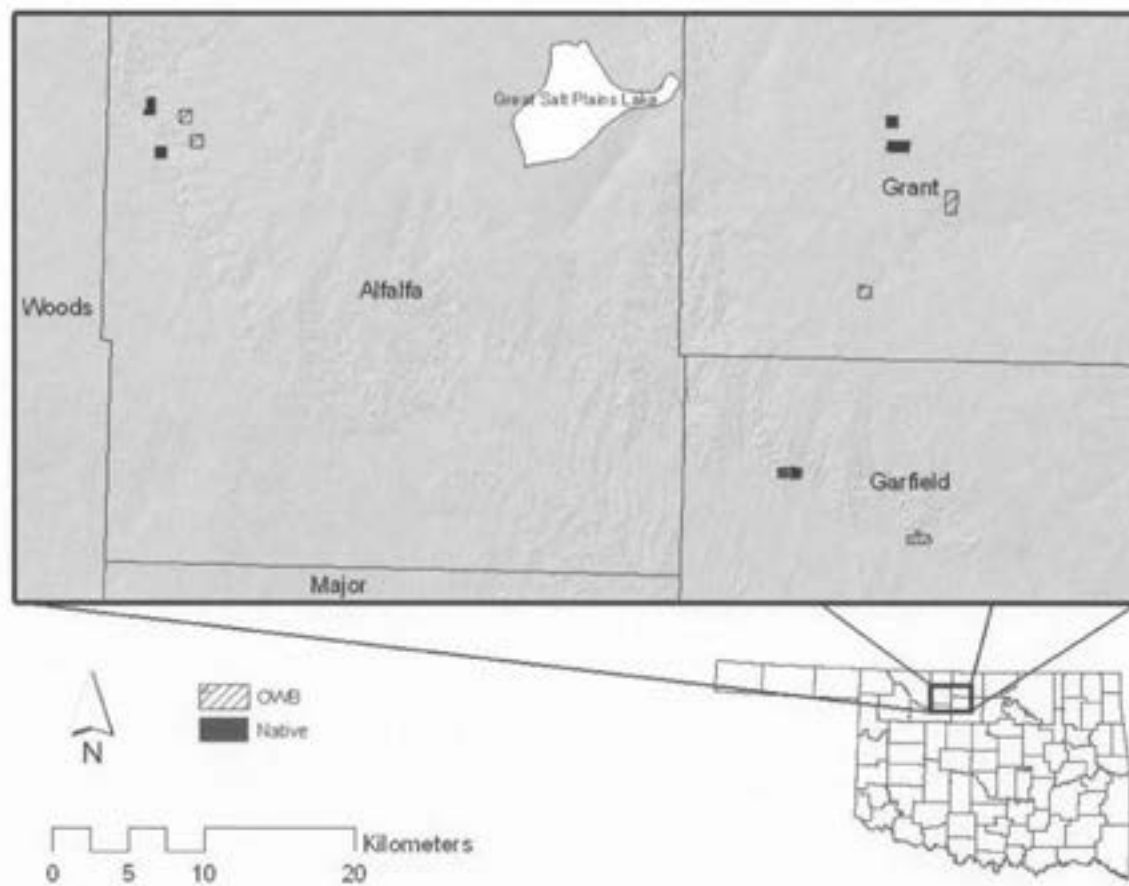 Great Salt Plains Lake
Grant
Alfalfa
Woods
Garfield
Major
OWB
Native
N
Kilometers
0 5 10 20